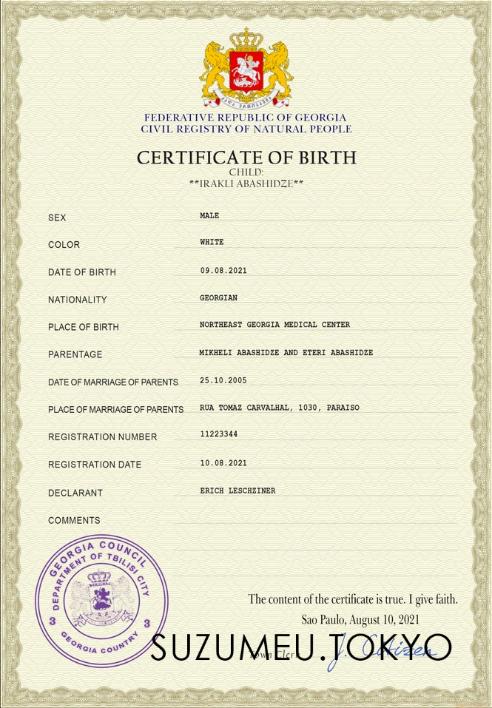 FEDERATIVE REPUBLIC OF GEORGIA
CIVIL REGISTRY OF NATURAL PEOPLE
CERTIFICATE OF BIRTH
CHILD:
**IRAKLI ABASHIDZE**
SEX MALE
COLOR WHITE
DATE OF BIRTH 09.08.2021
NATIONALITY GEORGIAN
PLACE OF BIRTH NORTHEAST GEORGIA MEDICAL CENTER
PARENTAGE MIKHELI ABASHIDZE AND ETERI ABASHIDZE
DATE OF MARRIAGE OF PARENTS 25.10.2005
PLACE OF MARRIAGE OF PARENTS RUA TOMAZ CARVALHAL, 1030, PARAISO
REGISTRATION NUMBER 11223344
REGISTRATION DATE 10.08.2021
DECLARANT ERICH LESCHZINER
COMMENTS
GEORGIA COUNCIL
DEPARTMENT OF TBILISI CITY
3 3
GEORGIA COUNTRY
The content of the certificate is true. I give faith.
Sao Paulo, August 10, 2021
SUZUMEU.TOKYO
J. Citizen